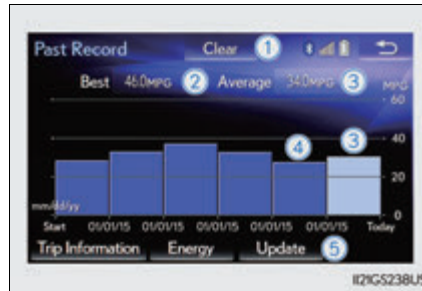 Past Record Clear 1
Best 46.0MPG 2 Average 34.0MPG 3 MPG
60
3
4 40
20
mm/dd/yy 0
Start 01/01/15 01/01/15 01/01/15 01/01/15 01/01/15 Today
Trip Information Energy Update 5
II21GS238US